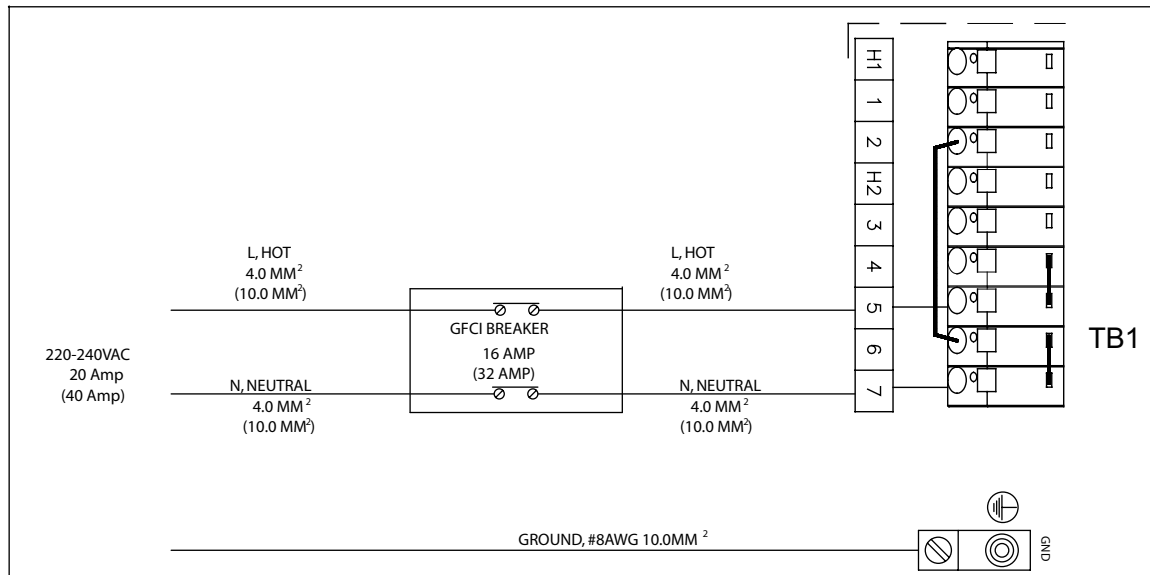 H1
1
2
H2
3
4
5
6
7
TB1
L, HOT
4.0 MM²
(10.0 MM²)
L, HOT
4.0 MM²
(10.0 MM²)
GFCI BREAKER
16 AMP
(32 AMP)
220-240VAC
20 Amp
(40 Amp)
N, NEUTRAL
4.0 MM²
(10.0 MM²)
N, NEUTRAL
4.0 MM²
(10.0 MM²)
GROUND, #8AWG 10.0MM²
GND